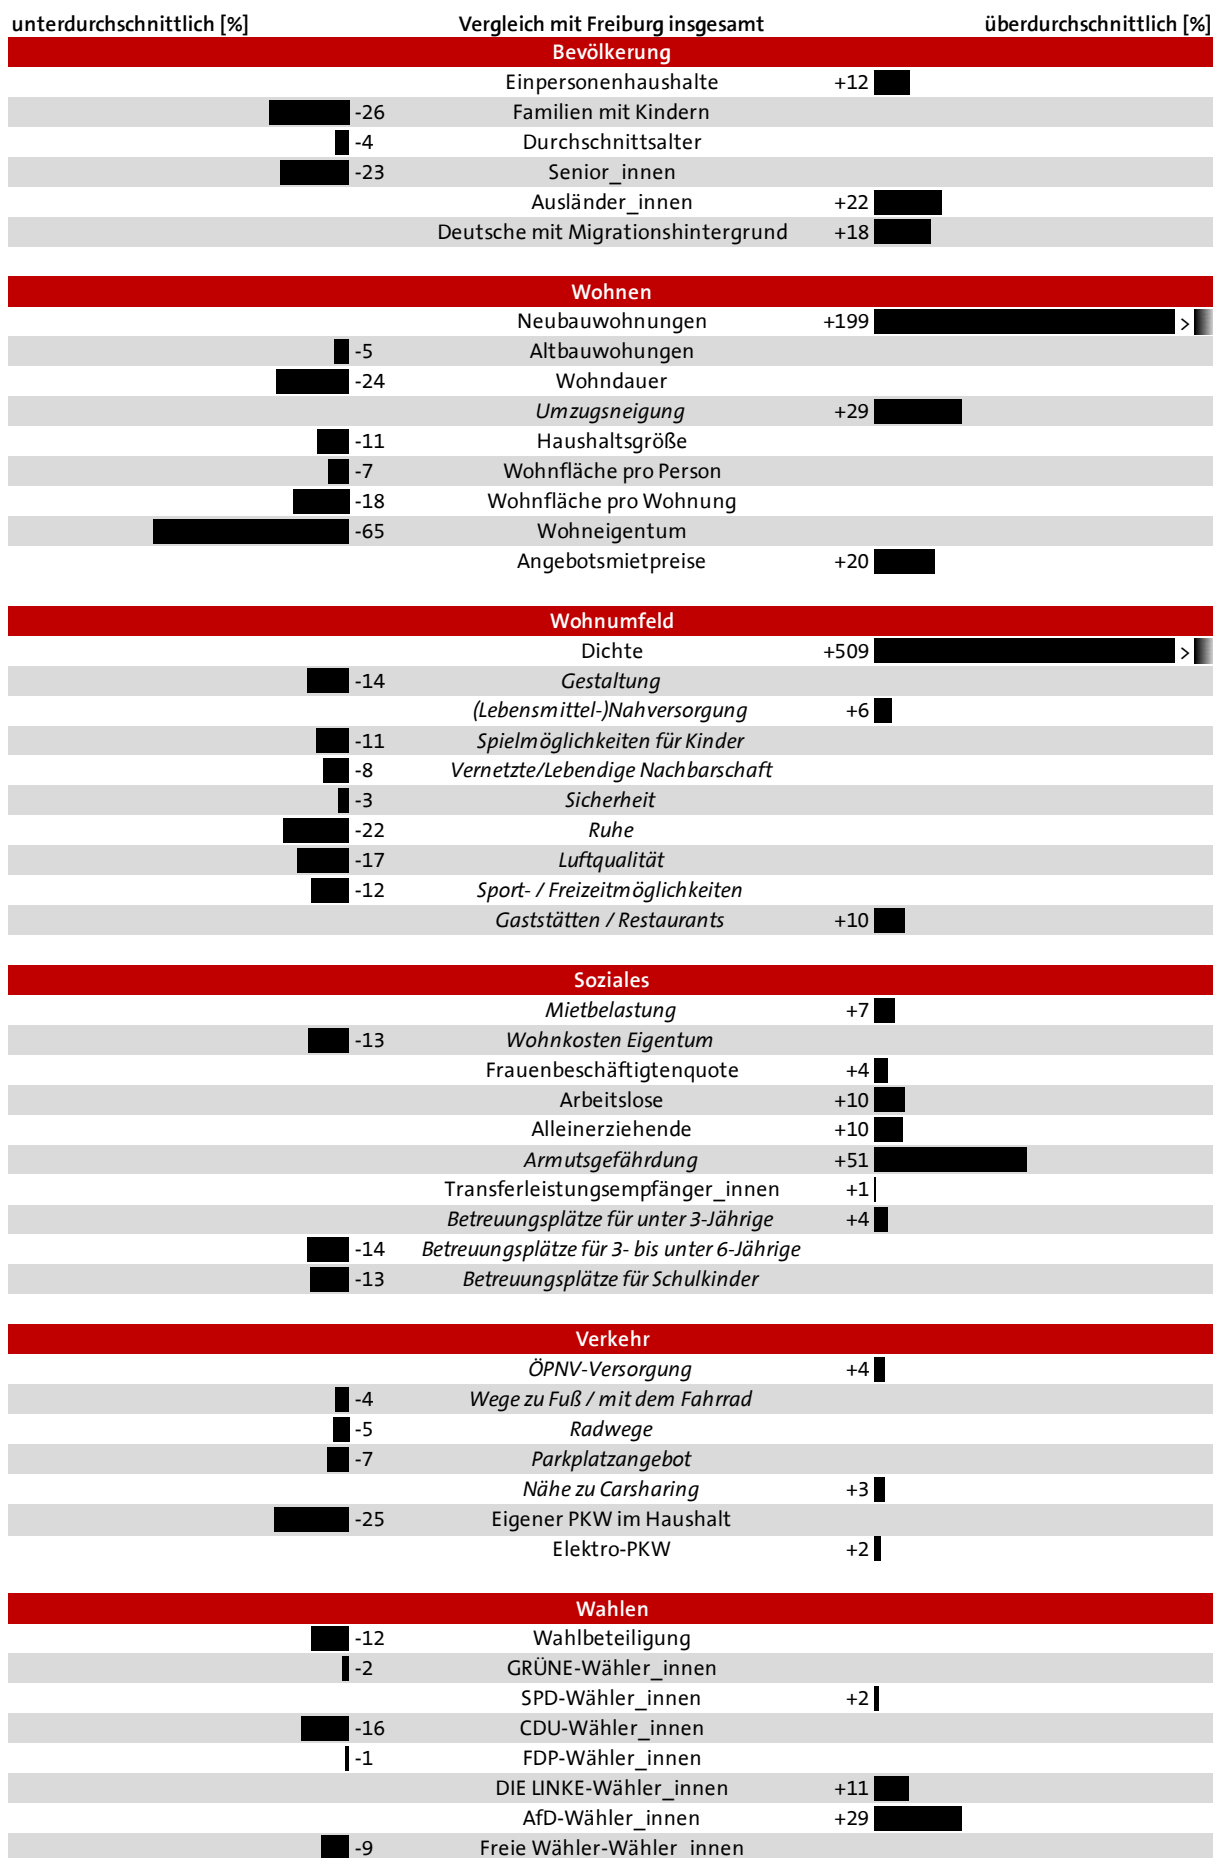 unterdurchschnittlich [%] Vergleich mit Freiburg insgesamt überdurchschnittlich [%]
Bevölkerung
Einpersonenhaushalte +12
-26 Familien mit Kindern
-4 Durchschnittsalter
-23 Senior_innen
Ausländer_innen +22
Deutsche mit Migrationshintergrund +18
Wohnen
Neubauwohnungen +199 >
-5 Altbauwohungen
-24 Wohndauer
Umzugsneigung +29
-11 Haushaltsgröße
-7 Wohnfläche pro Person
-18 Wohnfläche pro Wohnung
-65 Wohneigentum
Angebotsmietpreise +20
Wohnumfeld
Dichte +509 >
-14 Gestaltung
(Lebensmittel-)Nahversorgung +6
-11 Spielmöglichkeiten für Kinder
-8 Vernetzte/Lebendige Nachbarschaft
-3 Sicherheit
-22 Ruhe
-17 Luftqualität
-12 Sport- / Freizeitmöglichkeiten
Gaststätten / Restaurants +10
Soziales
Mietbelastung +7
-13 Wohnkosten Eigentum
Frauenbeschäftigtenquote +4
Arbeitslose +10
Alleinerziehende +10
Armutsgefährdung +51
Transferleistungsempfänger_innen +1
Betreuungsplätze für unter 3-Jährige +4
-14 Betreuungsplätze für 3- bis unter 6-Jährige
-13 Betreuungsplätze für Schulkinder
Verkehr
ÖPNV-Versorgung +4
-4 Wege zu Fuß / mit dem Fahrrad
-5 Radwege
-7 Parkplatzangebot
Nähe zu Carsharing +3
-25 Eigener PKW im Haushalt
Elektro-PKW +2
Wahlen
-12 Wahlbeteiligung
-2 GRÜNE-Wähler_innen
SPD-Wähler_innen +2
-16 CDU-Wähler_innen
-1 FDP-Wähler_innen
DIE LINKE-Wähler_innen +11
AfD-Wähler_innen +29
-9 Freie Wähler-Wähler_innen